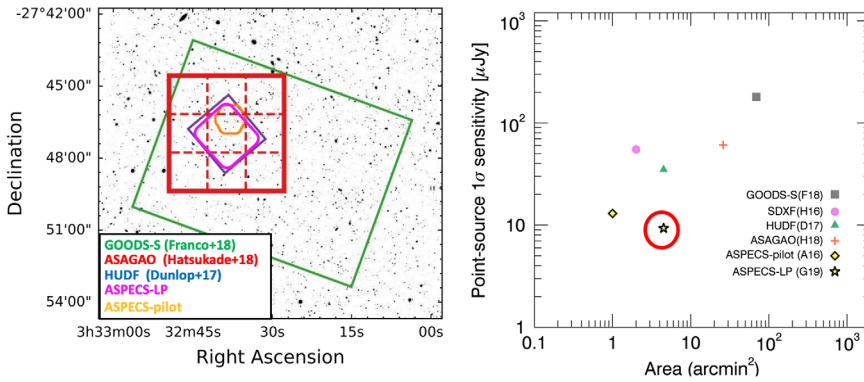 -27°42'00"
45'00"
48'00"
51'00"
54'00"
Declination
GOODS-S (Franco+18)
ASAGAO (Hatsukade+18)
HUDF (Dunlop+17)
ASPECS-LP
ASPECS-pilot
3h33m00s 32m45s 30s 15s 00s
Right Ascension
Point-source 1σ sensitivity [μJy]
10³
10²
10
1
GOODS-S(F18)
SDXF(H16)
HUDF(D17)
ASAGAO(H18)
ASPECS-pilot (A16)
ASPECS-LP (G19)
0.1 1 10 10² 10³
Area (arcmin²)